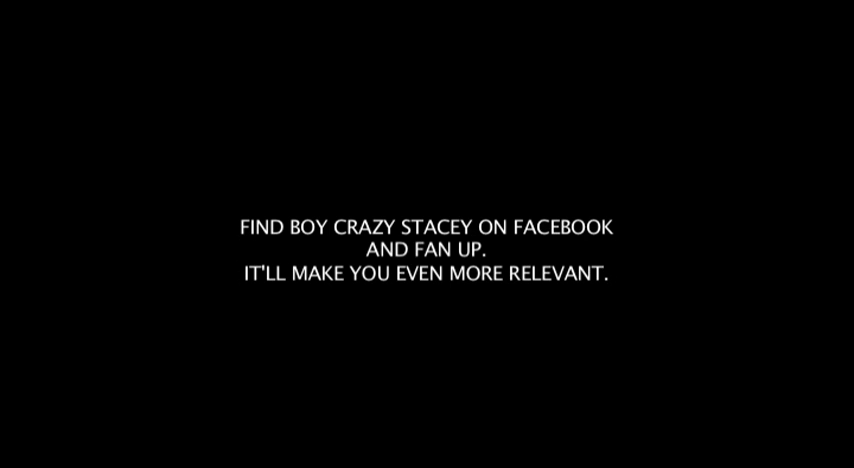 FIND BOY CRAZY STACEY ON FACEBOOK
AND FAN UP.
IT'LL MAKE YOU EVEN MORE RELEVANT.